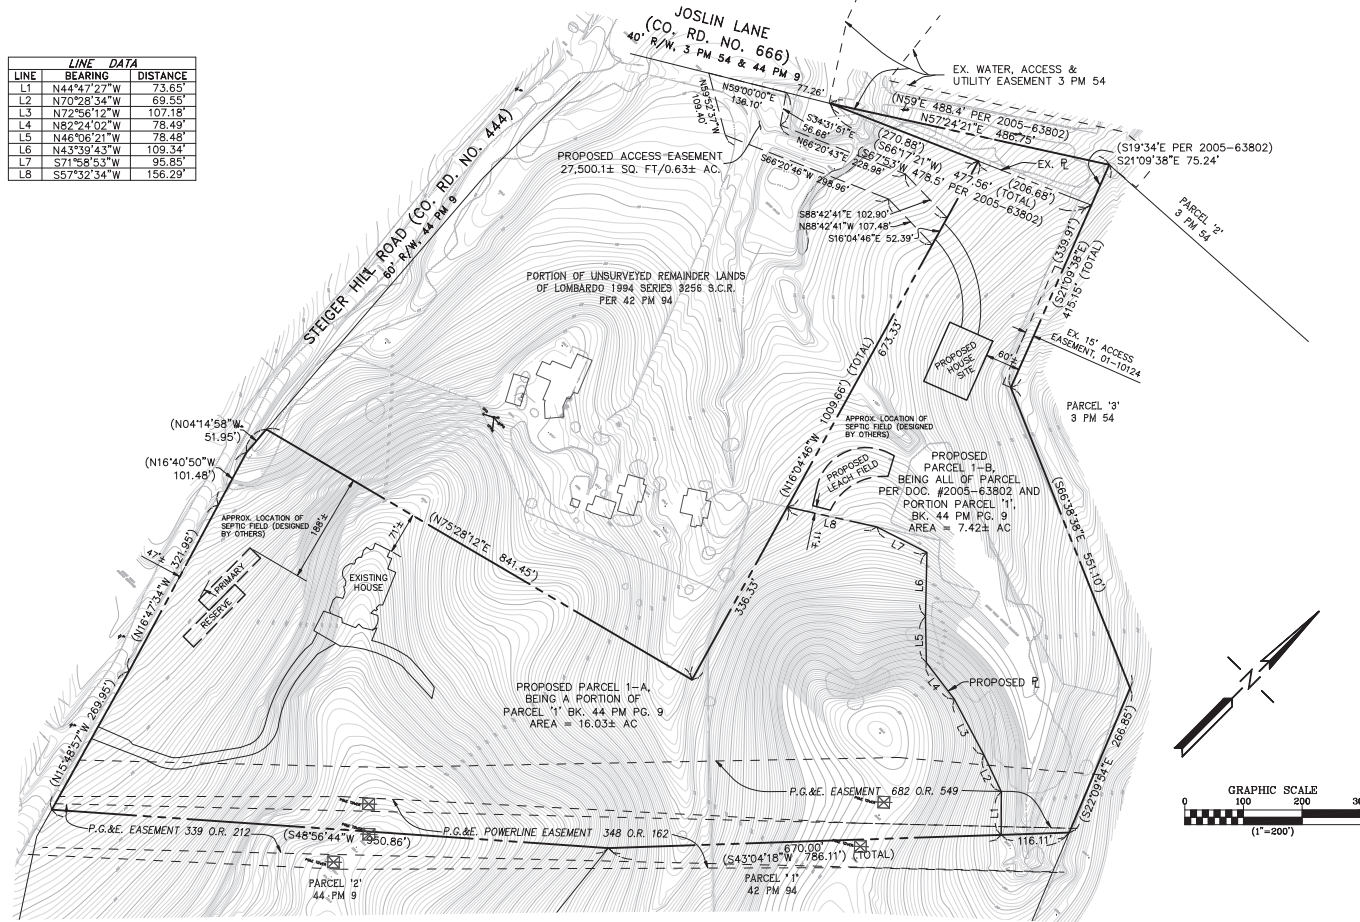 LINE DATA
LINE BEARING DISTANCE
L1 N44°47'27"W 73.65'
L2 N70°28'34"W 69.55'
L3 N72°56'12"W 107.18'
L4 N82°24'02"W 78.49'
L5 N46°06'21"W 78.48'
L6 N43°39'43"W 109.34'
L7 S71°58'53"W 95.85'
L8 S57°32'34"W 156.29'
JOSLIN LANE
(CO. RD. NO. 666)
40' R/W, 3 PM 54 & 44 PM 9
STEIGER HILL ROAD (CO. RD. NO. 444)
60' R/W, 44 PM 9
EX. WATER, ACCESS &
UTILITY EASEMENT 3 PM 54
77.26'
N59°00'00"E
136.10'
N59°52'37"W
109.40'
S34°31'51"E
56.68'
N66°20'43"E 228.98'
S66°20'46"W 298.96'
(N59°E 488.4' PER 2005-63802)
N57°24'21"E 486.75'
(270.88')
(S66°17'21"W 477.56' (TOTAL)
(S67°53'W 478.5' PER 2005-63802)
(206.68')
EX. ℄
(S19°34'E PER 2005-63802)
S21°09'38"E 75.24'
PARCEL '2'
3 PM 54
PROPOSED ACCESS EASEMENT
27,500.1± SQ. FT/0.63± AC.
S88°42'41"E 102.90'
N88°42'41"W 107.48'
S16°04'46"E 52.39'
PORTION OF UNSURVEYED REMAINDER LANDS
OF LOMBARDO 1994 SERIES 3256 S.C.R.
PER 42 PM 94
(339.91')
(S21°09'38"E)
415.15' (TOTAL)
EX. 15' ACCESS
EASEMENT, 01-10124
PROPOSED
HOUSE
SITE
60'±
PARCEL '3'
3 PM 54
(N16°04'46"W 1009.66') (TOTAL)
673.33'
APPROX. LOCATION OF
SEPTIC FIELD (DESIGNED
BY OTHERS)
PROPOSED
LEACH FIELD
PROPOSED
PARCEL 1-B,
BEING ALL OF PARCEL
PER DOC. #2005-63802 AND
PORTION PARCEL '1',
BK. 44 PM PG. 9
AREA = 7.42± AC
(S66°38'38"E 551.10')
(N04°14'58"W
51.95')
(N16°40'50"W
101.48')
APPROX. LOCATION OF
SEPTIC FIELD (DESIGNED
BY OTHERS)
188'±
71'±
47'±
(N16°47'34"W 321.95')
PRIMARY
RESERVE
EXISTING
HOUSE
(N75°28'12"E 841.45')
336.33'
L8
11'±
L7
L6
L5
L4
PROPOSED ℄
L3
L2
L1
PROPOSED PARCEL 1-A,
BEING A PORTION OF
PARCEL '1' BK. 44 PM PG. 9
AREA = 16.03± AC
(N15°48'57"W 269.95')
(S22°09'54"E 266.85')
P.G.&E. EASEMENT 682 O.R. 549
P.G.&E. EASEMENT 339 O.R. 212
(S48°56'44"W 950.86')
P.G.&E. POWERLINE EASEMENT 348 O.R. 162
670.00'
116.11'
(S43°04'18"W 786.11') (TOTAL)
PARCEL '2'
44 PM 9
PARCEL '1'
42 PM 94
N
GRAPHIC SCALE
0 100 200
(1"=200')